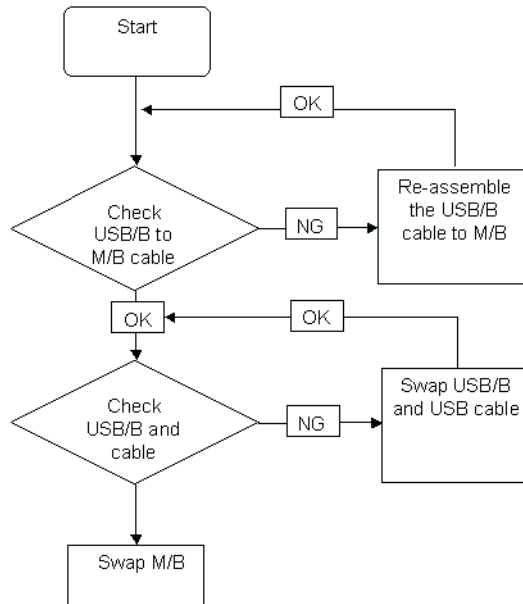 Start
OK
Check
USB/B to
M/B cable
NG
Re-assemble
the USB/B
cable to M/B
OK
OK
Check
USB/B and
cable
NG
Swap USB/B
and USB cable
Swap M/B